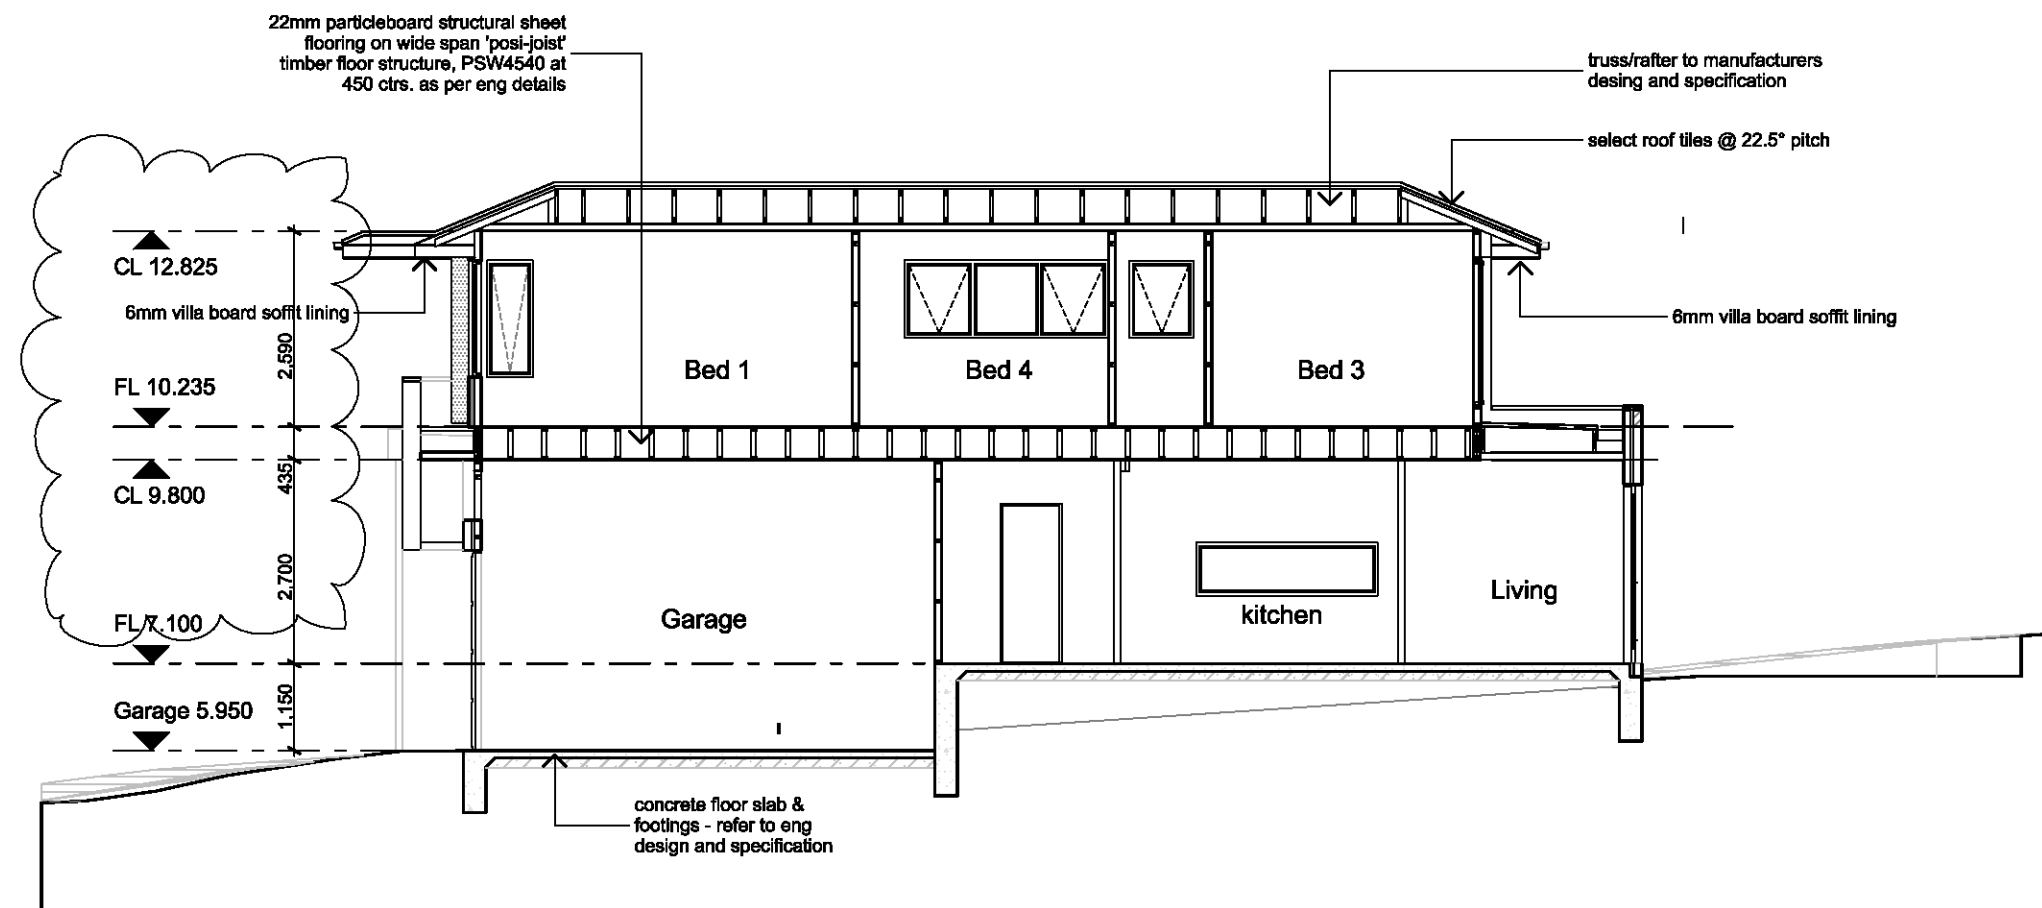 22mm particleboard structural sheet
flooring on wide span 'posi-joist'
timber floor structure, PSW4540 at
450 ctrs. as per eng details
truss/rafter to manufacturers
desing and specification
select roof tiles @ 22.5° pitch
CL 12.825
6mm villa board soffit lining
6mm villa board soffit lining
2,590
FL 10.235
Bed 1
Bed 4
Bed 3
435
CL 9.800
2,700
FL 7.100
Garage
kitchen
Living
Garage 5.950
1,150
concrete floor slab &
footings - refer to eng
design and specification